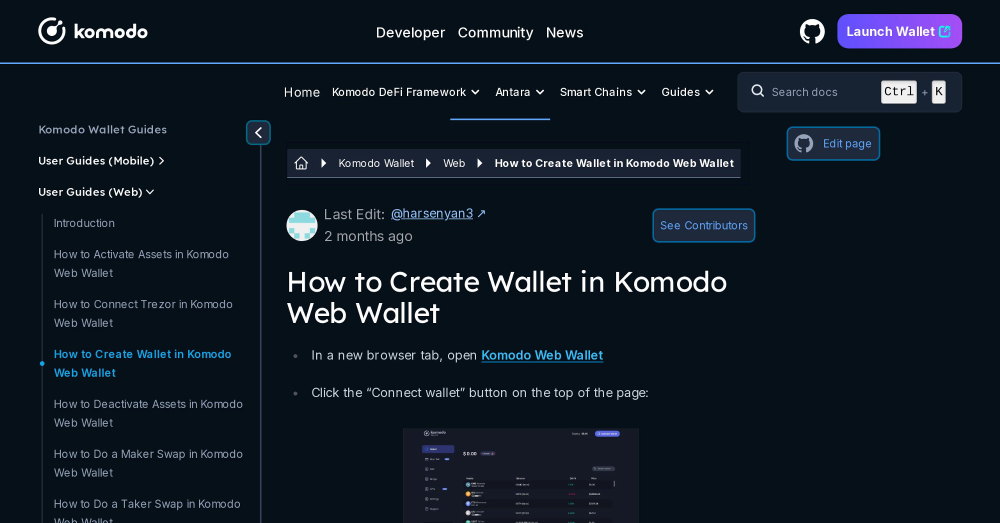 komodo
Developer Community News
Launch Wallet
Home Komodo DeFi Framework Antara Smart Chains Guides
Search docs Ctrl + K
Komodo Wallet Guides
User Guides (Mobile)
User Guides (Web)
Introduction
How to Activate Assets in Komodo
Web Wallet
How to Connect Trezor in Komodo
Web Wallet
How to Create Wallet in Komodo
Web Wallet
How to Deactivate Assets in Komodo
Web Wallet
How to Do a Maker Swap in Komodo
Web Wallet
How to Do a Taker Swap in Komodo
Web Wallet
Komodo Wallet Web How to Create Wallet in Komodo Web Wallet
Edit page
Last Edit: @harsenyan3 ↗
2 months ago
See Contributors
How to Create Wallet in Komodo
Web Wallet
• In a new browser tab, open Komodo Web Wallet
• Click the “Connect wallet” button on the top of the page:
komodo
$ 0.00